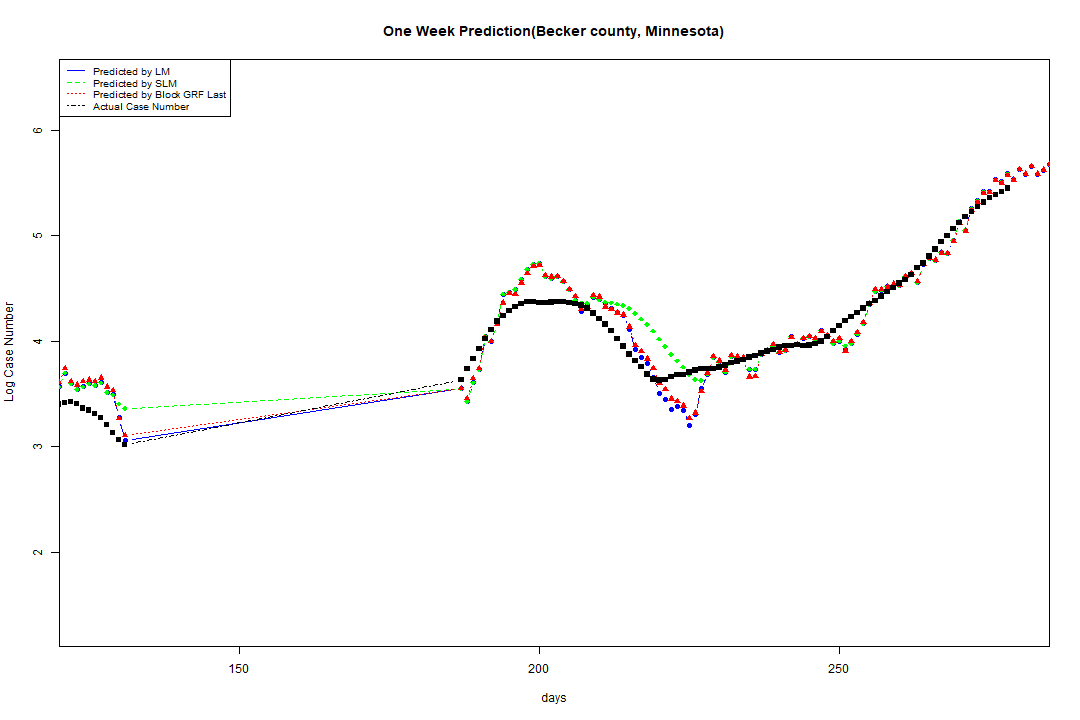 One Week Prediction(Becker county, Minnesota)
Predicted by LM
Predicted by SLM
Predicted by Block GRF Last
Actual Case Number
Log Case Number
6
5
4
3
2
150
200
250
days